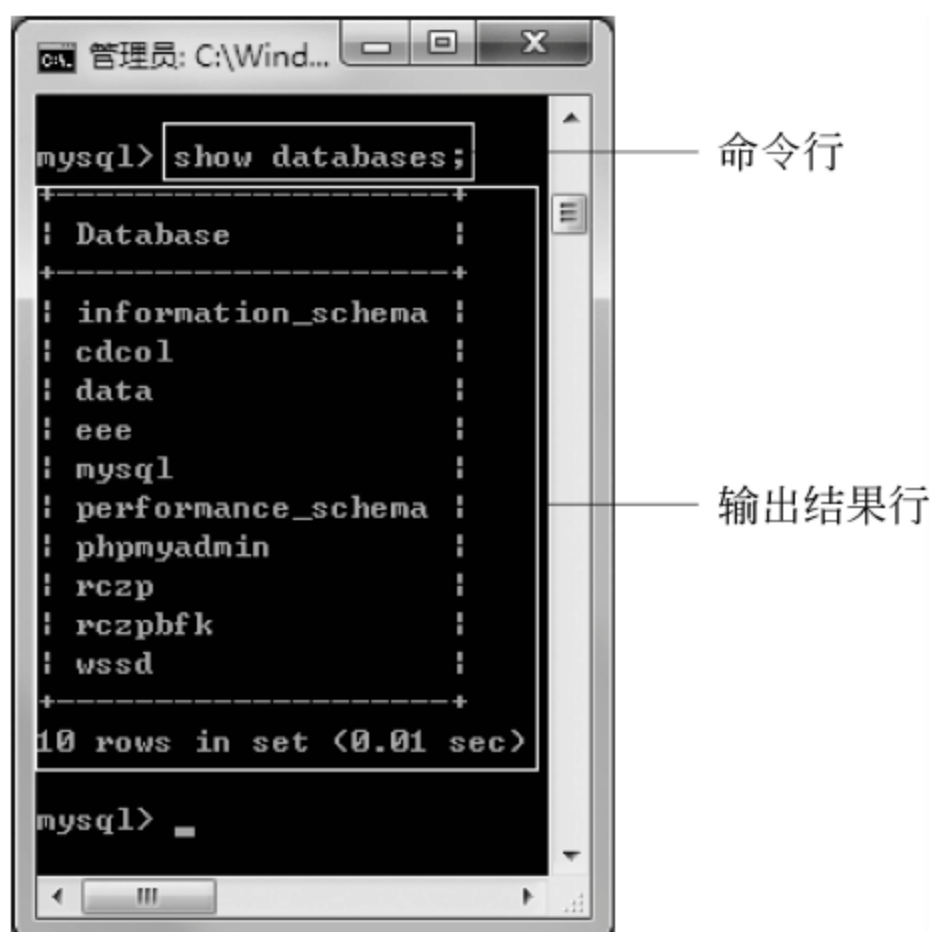 管理员: C:\Wind...
mysql> show databases;
命令行
+--------------------+
| Database           |
+--------------------+
| information_schema |
| cdcol              |
| data               |
| eee                |
| mysql              |
| performance_schema |
| phpmyadmin         |
| rczp               |
| rczpbfk            |
| wssd               |
+--------------------+
输出结果行
10 rows in set (0.01 sec)
mysql> _